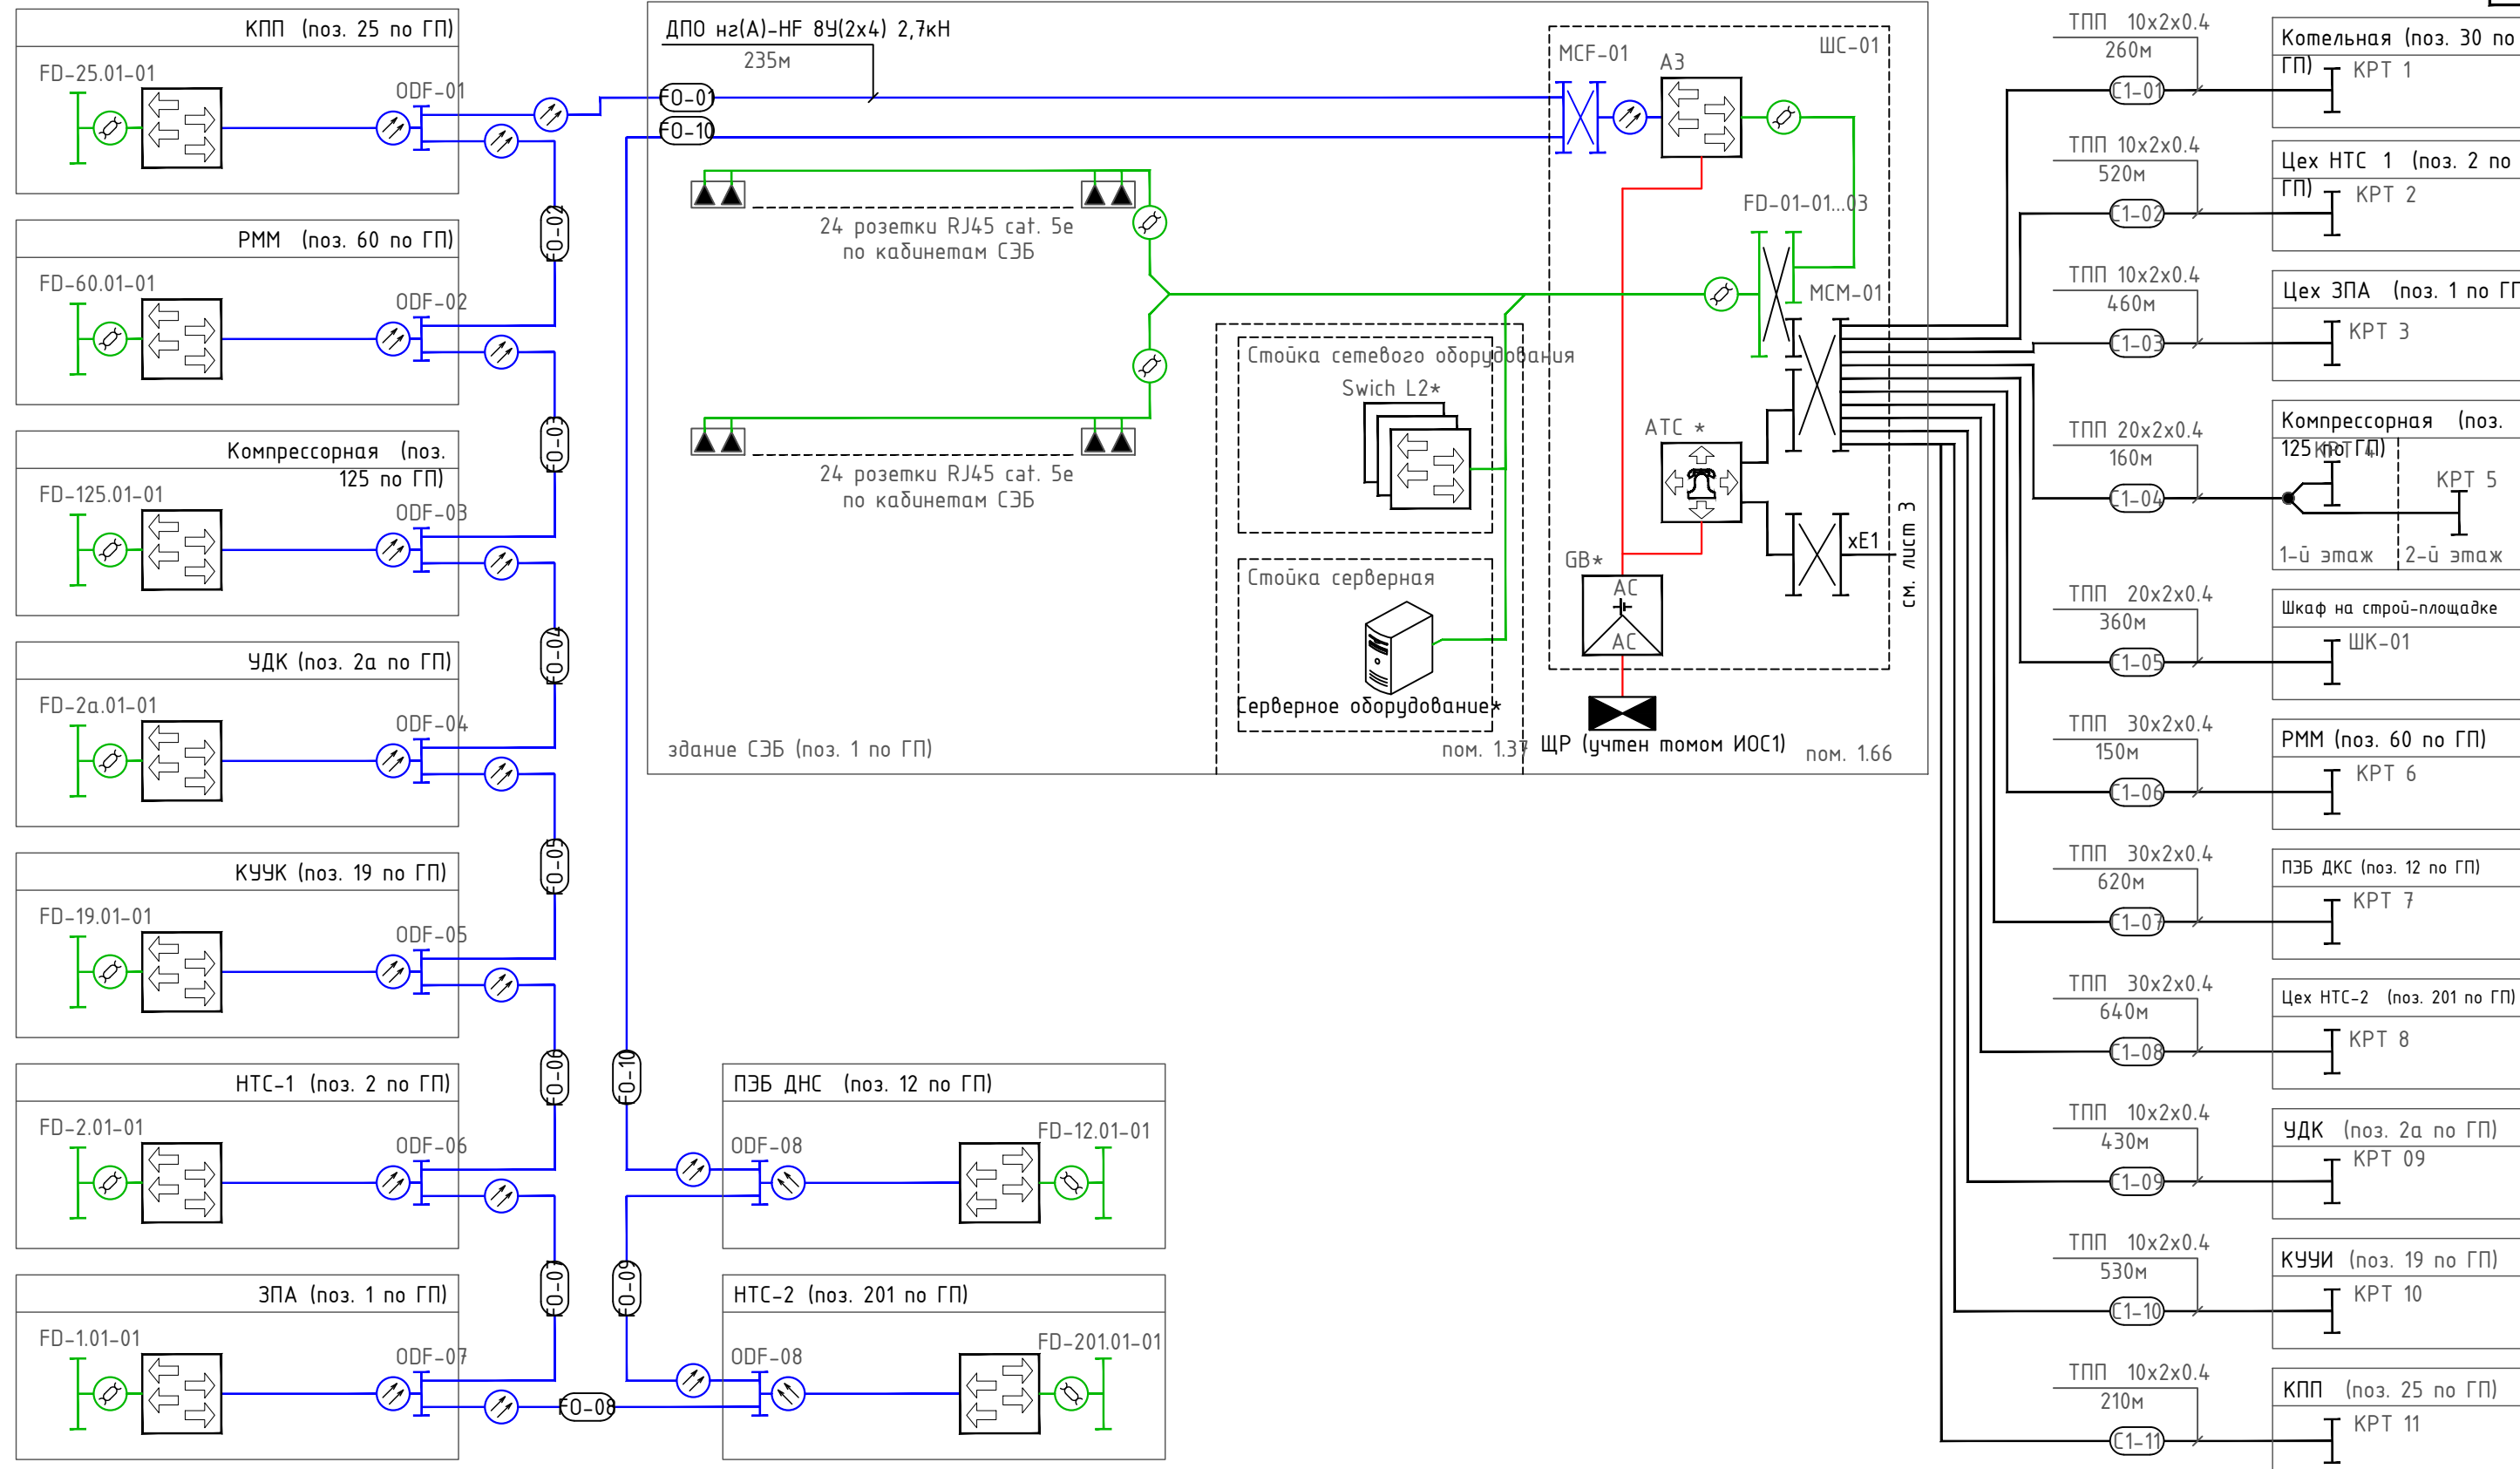 КПП (поз. 25 по ГП)
FD-25.01-01
ODF-01
FO-02
РММ (поз. 60 по ГП)
FD-60.01-01
ODF-02
FO-03
Компрессорная (поз.
125 по ГП)
FD-125.01-01
ODF-03
FO-04
УДК (поз. 2а по ГП)
FD-2а.01-01
ODF-04
FO-05
КУУК (поз. 19 по ГП)
FD-19.01-01
ODF-05
FO-06
НТС-1 (поз. 2 по ГП)
FD-2.01-01
ODF-06
FO-07
ЗПА (поз. 1 по ГП)
FD-1.01-01
ODF-07
FO-08
FO-10
FO-09
ПЭБ ДНС (поз. 12 по ГП)
ODF-08
FD-12.01-01
НТС-2 (поз. 201 по ГП)
ODF-08
FD-201.01-01
ДПО нг(А)-HF 8У(2х4) 2,7кН
235м
FO-01
FO-10
24 розетки RJ45 cat. 5e
по кабинетам СЭБ
24 розетки RJ45 cat. 5e
по кабинетам СЭБ
здание СЭБ (поз. 1 по ГП)
Стойка сетевого оборудования
Swich L2*
Стойка серверная
Серверное оборудование*
пом. 1.37
MCF-01
А3
ШС-01
FD-01-01...03
МСМ-01
АТС *
хЕ1
см. лист 3
GB*
AC
AC
ЩР (учтен томом ИОС1)
пом. 1.66
ТПП 10х2х0.4
260м
С1-01
Котельная (поз. 30 по
ГП)
КРТ 1
ТПП 10х2х0.4
520м
С1-02
Цех НТС 1 (поз. 2 по
ГП)
КРТ 2
ТПП 10х2х0.4
460м
С1-03
Цех ЗПА (поз. 1 по ГП
КРТ 3
ТПП 20х2х0.4
160м
С1-04
Компрессорная (поз.
125 по ГП)
КРТ 4
КРТ 5
1-й этаж
2-й этаж
ТПП 20х2х0.4
360м
С1-05
Шкаф на строй-площадке
ШК-01
ТПП 30х2х0.4
150м
С1-06
РММ (поз. 60 по ГП)
КРТ 6
ТПП 30х2х0.4
620м
С1-07
ПЭБ ДКС (поз. 12 по ГП)
КРТ 7
ТПП 30х2х0.4
640м
С1-08
Цех НТС-2 (поз. 201 по ГП)
КРТ 8
ТПП 10х2х0.4
430м
С1-09
УДК (поз. 2а по ГП)
КРТ 09
ТПП 10х2х0.4
530м
С1-10
КУУИ (поз. 19 по ГП)
КРТ 10
ТПП 10х2х0.4
210м
С1-11
КПП (поз. 25 по ГП)
КРТ 11